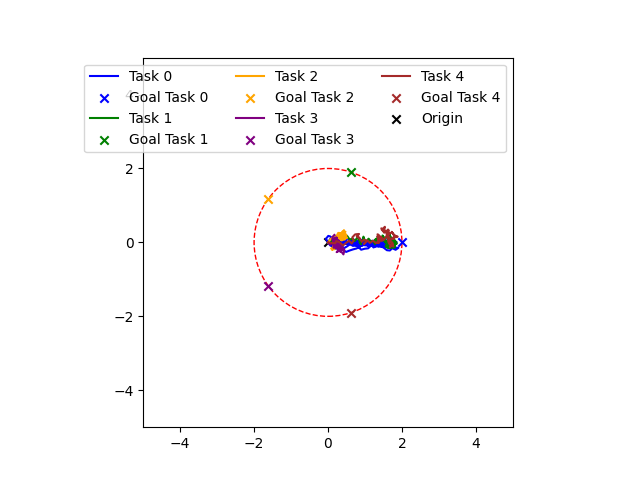 Task 0 Task 2 Task 4
Goal Task 0 Goal Task 2 Goal Task 4
Task 1 Task 3 Origin
Goal Task 1 Goal Task 3
4
2
0
−2
−4
−4 −2 0 2 4